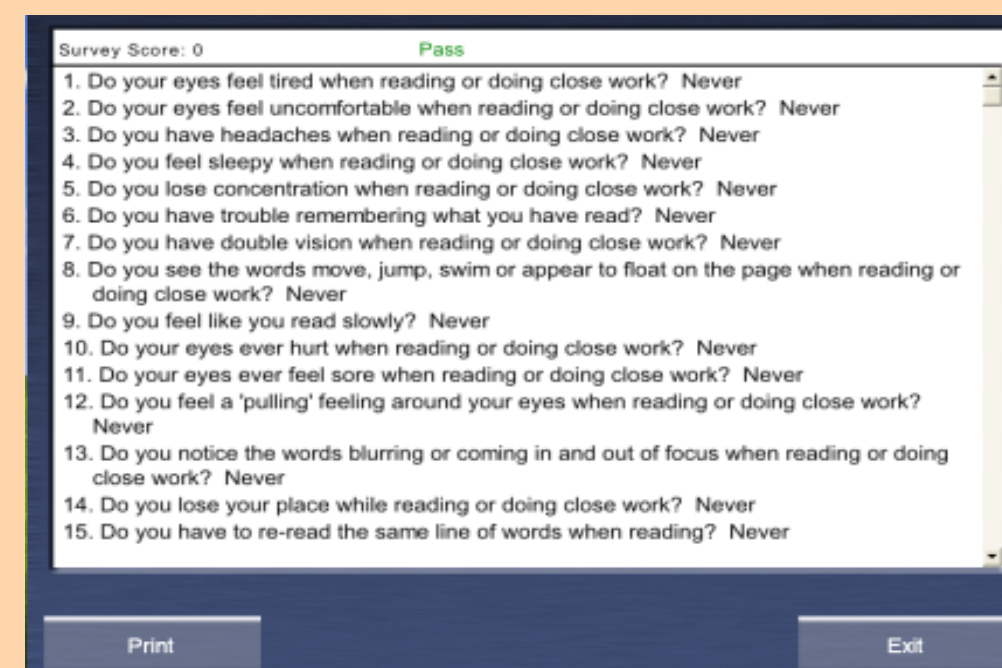 Survey Score: 0 Pass
1. Do your eyes feel tired when reading or doing close work? Never
2. Do your eyes feel uncomfortable when reading or doing close work? Never
3. Do you have headaches when reading or doing close work? Never
4. Do you feel sleepy when reading or doing close work? Never
5. Do you lose concentration when reading or doing close work? Never
6. Do you have trouble remembering what you have read? Never
7. Do you have double vision when reading or doing close work? Never
8. Do you see the words move, jump, swim or appear to float on the page when reading or
doing close work? Never
9. Do you feel like you read slowly? Never
10. Do your eyes ever hurt when reading or doing close work? Never
11. Do your eyes ever feel sore when reading or doing close work? Never
12. Do you feel a 'pulling' feeling around your eyes when reading or doing close work?
Never
13. Do you notice the words blurring or coming in and out of focus when reading or doing
close work? Never
14. Do you lose your place while reading or doing close work? Never
15. Do you have to re-read the same line of words when reading? Never
Print Exit